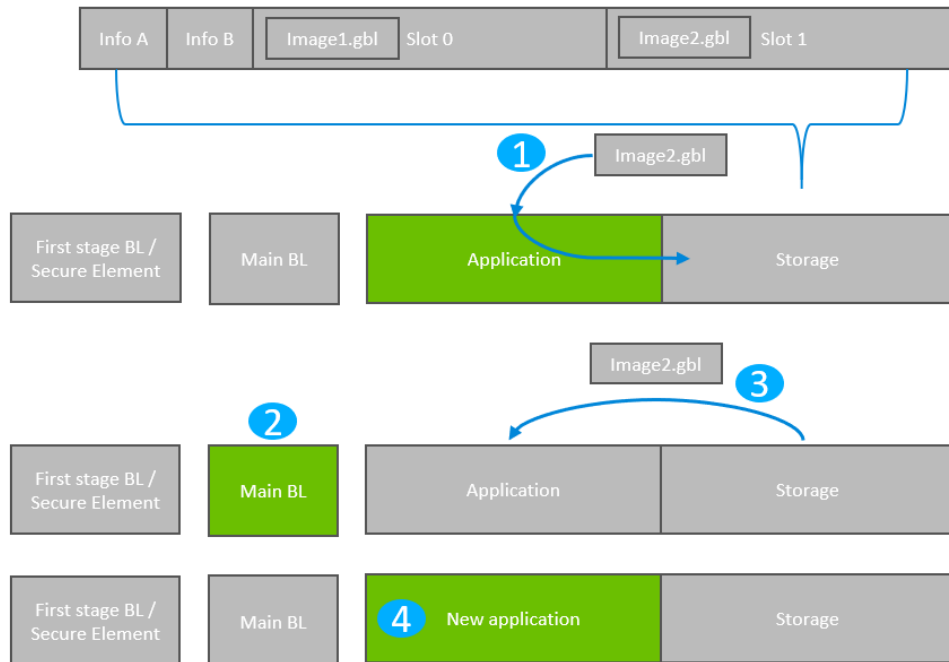 Info A
Info B
Image1.gbl
Slot 0
Image2.gbl
Slot 1
1
Image2.gbl
First stage BL /
Secure Element
Main BL
Application
Storage
Image2.gbl
3
2
First stage BL /
Secure Element
Main BL
Application
Storage
First stage BL /
Secure Element
Main BL
4
New application
Storage